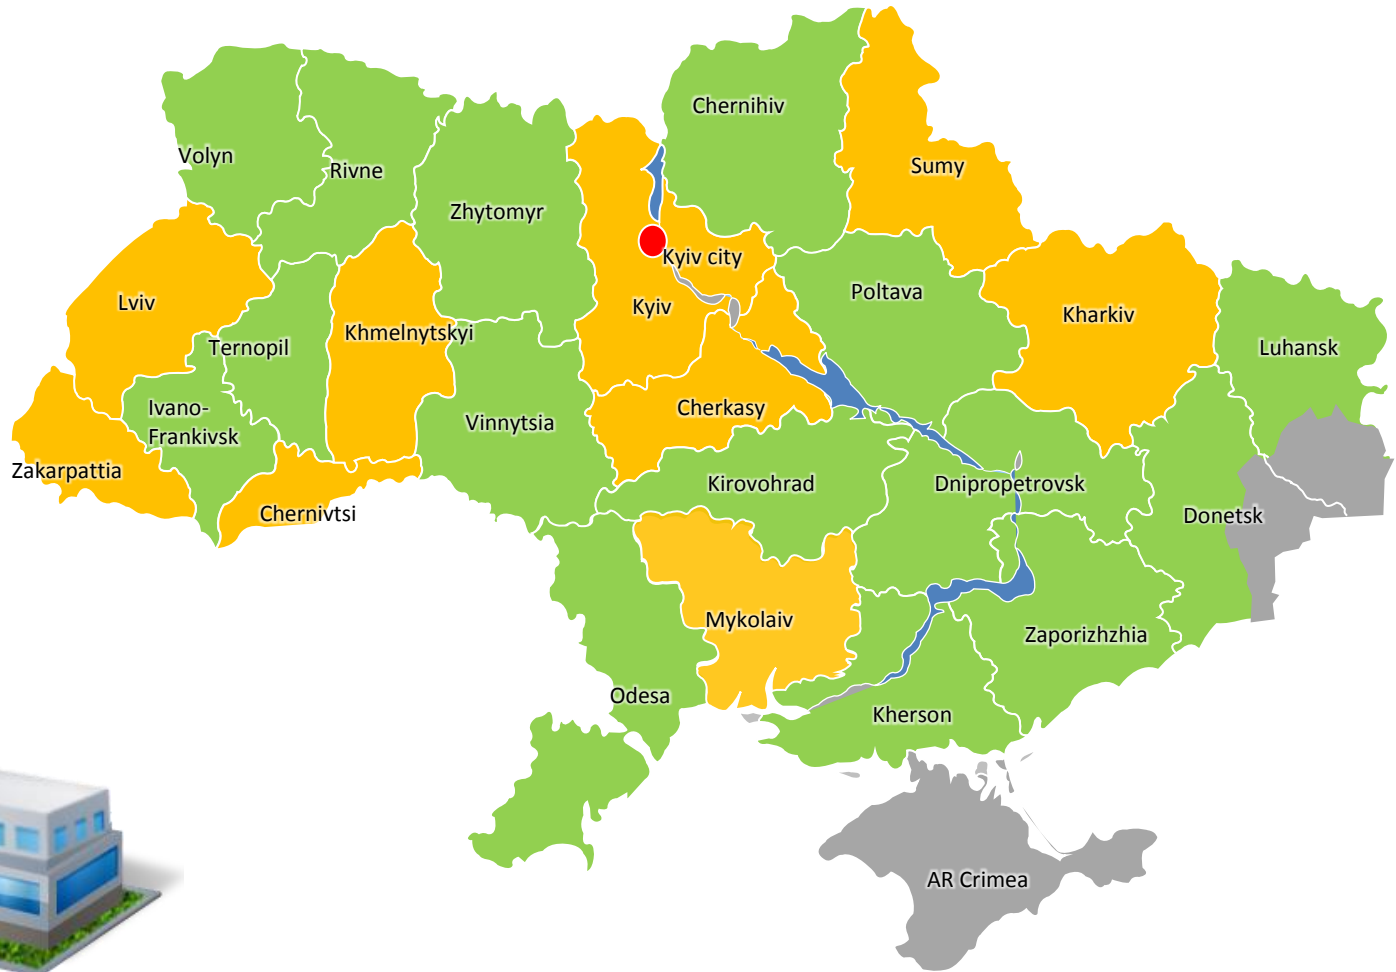 Chernihiv
Volyn
Rivne
Sumy
Zhytomyr
Kyiv city
Poltava
Lviv
Kyiv
Kharkiv
Khmelnytskyi
Ternopil
Luhansk
Ivano-
Frankivsk
Cherkasy
Vinnytsia
Zakarpattia
Kirovohrad
Dnipropetrovsk
Chernivtsi
Donetsk
Mykolaiv
Zaporizhzhia
Odesa
Kherson
AR Crimea